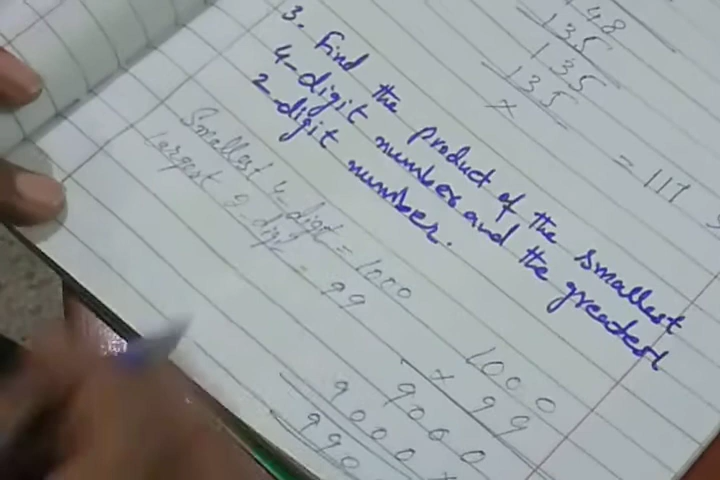 148
135
135
135
×
= 117
3. Find the product of the smallest
4-digit number and the greatest
2-digit number.
Smallest 4-digit = 1000
Largest 2-digit = 99
1000
× 99
9000
9000×
990